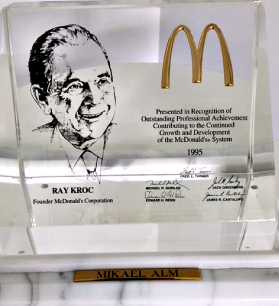 Presented in Recognition of
Outstanding Professional Achievement
Contributing to the Continued
Growth and Development
of the McDonald's® System
1995
FRED L. TURNER
MICHAEL R. QUINLAN
JACK GREENBERG
EDWARD H. RENSI
JAMES R. CANTALUPO
RAY KROC
Founder McDonald's Corporation
MIKAEL ALM